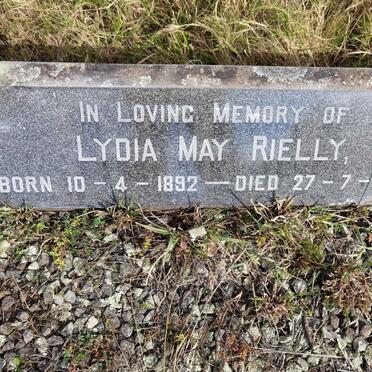 IN LOVING MEMORY OF
LYDIA MAY RIELLY,
BORN 10-4-1892—DIED 27-7-